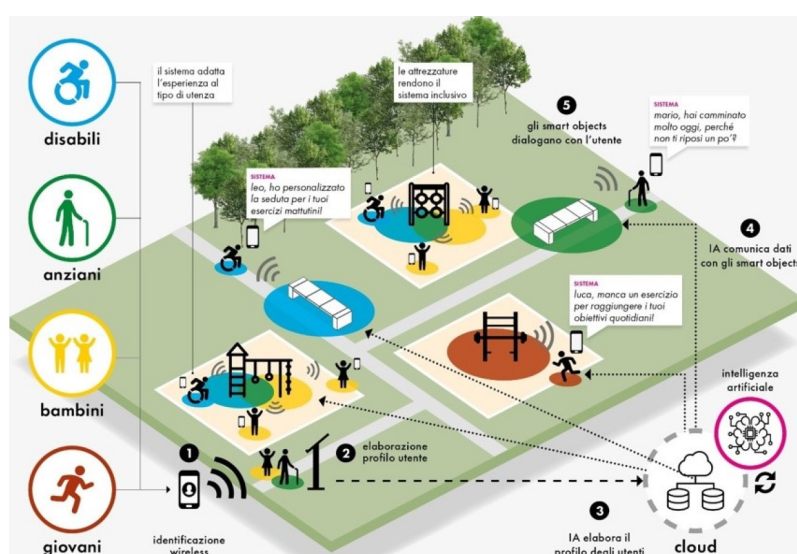 disabili
anziani
bambini
giovani
il sistema adatta
l'esperienza al
tipo di utenza
le attrezzature
rendono il
sistema inclusivo
SISTEMA
leo, ho personalizzato
la seduta per i tuoi
esercizi mattutini!
5
gli smart objects
dialogano con l'utente
SISTEMA
mario, hai camminato
molto oggi, perché
non ti riposi un po'?
4
IA comunica dati
con gli smart objects
SISTEMA
luca, manca un esercizio
per raggiungere i tuoi
obiettivi quotidiani!
intelligenza
artificiale
1
identificazione
wireless
2
elaborazione
profilo utente
3
IA elabora il
profilo degli utenti
cloud